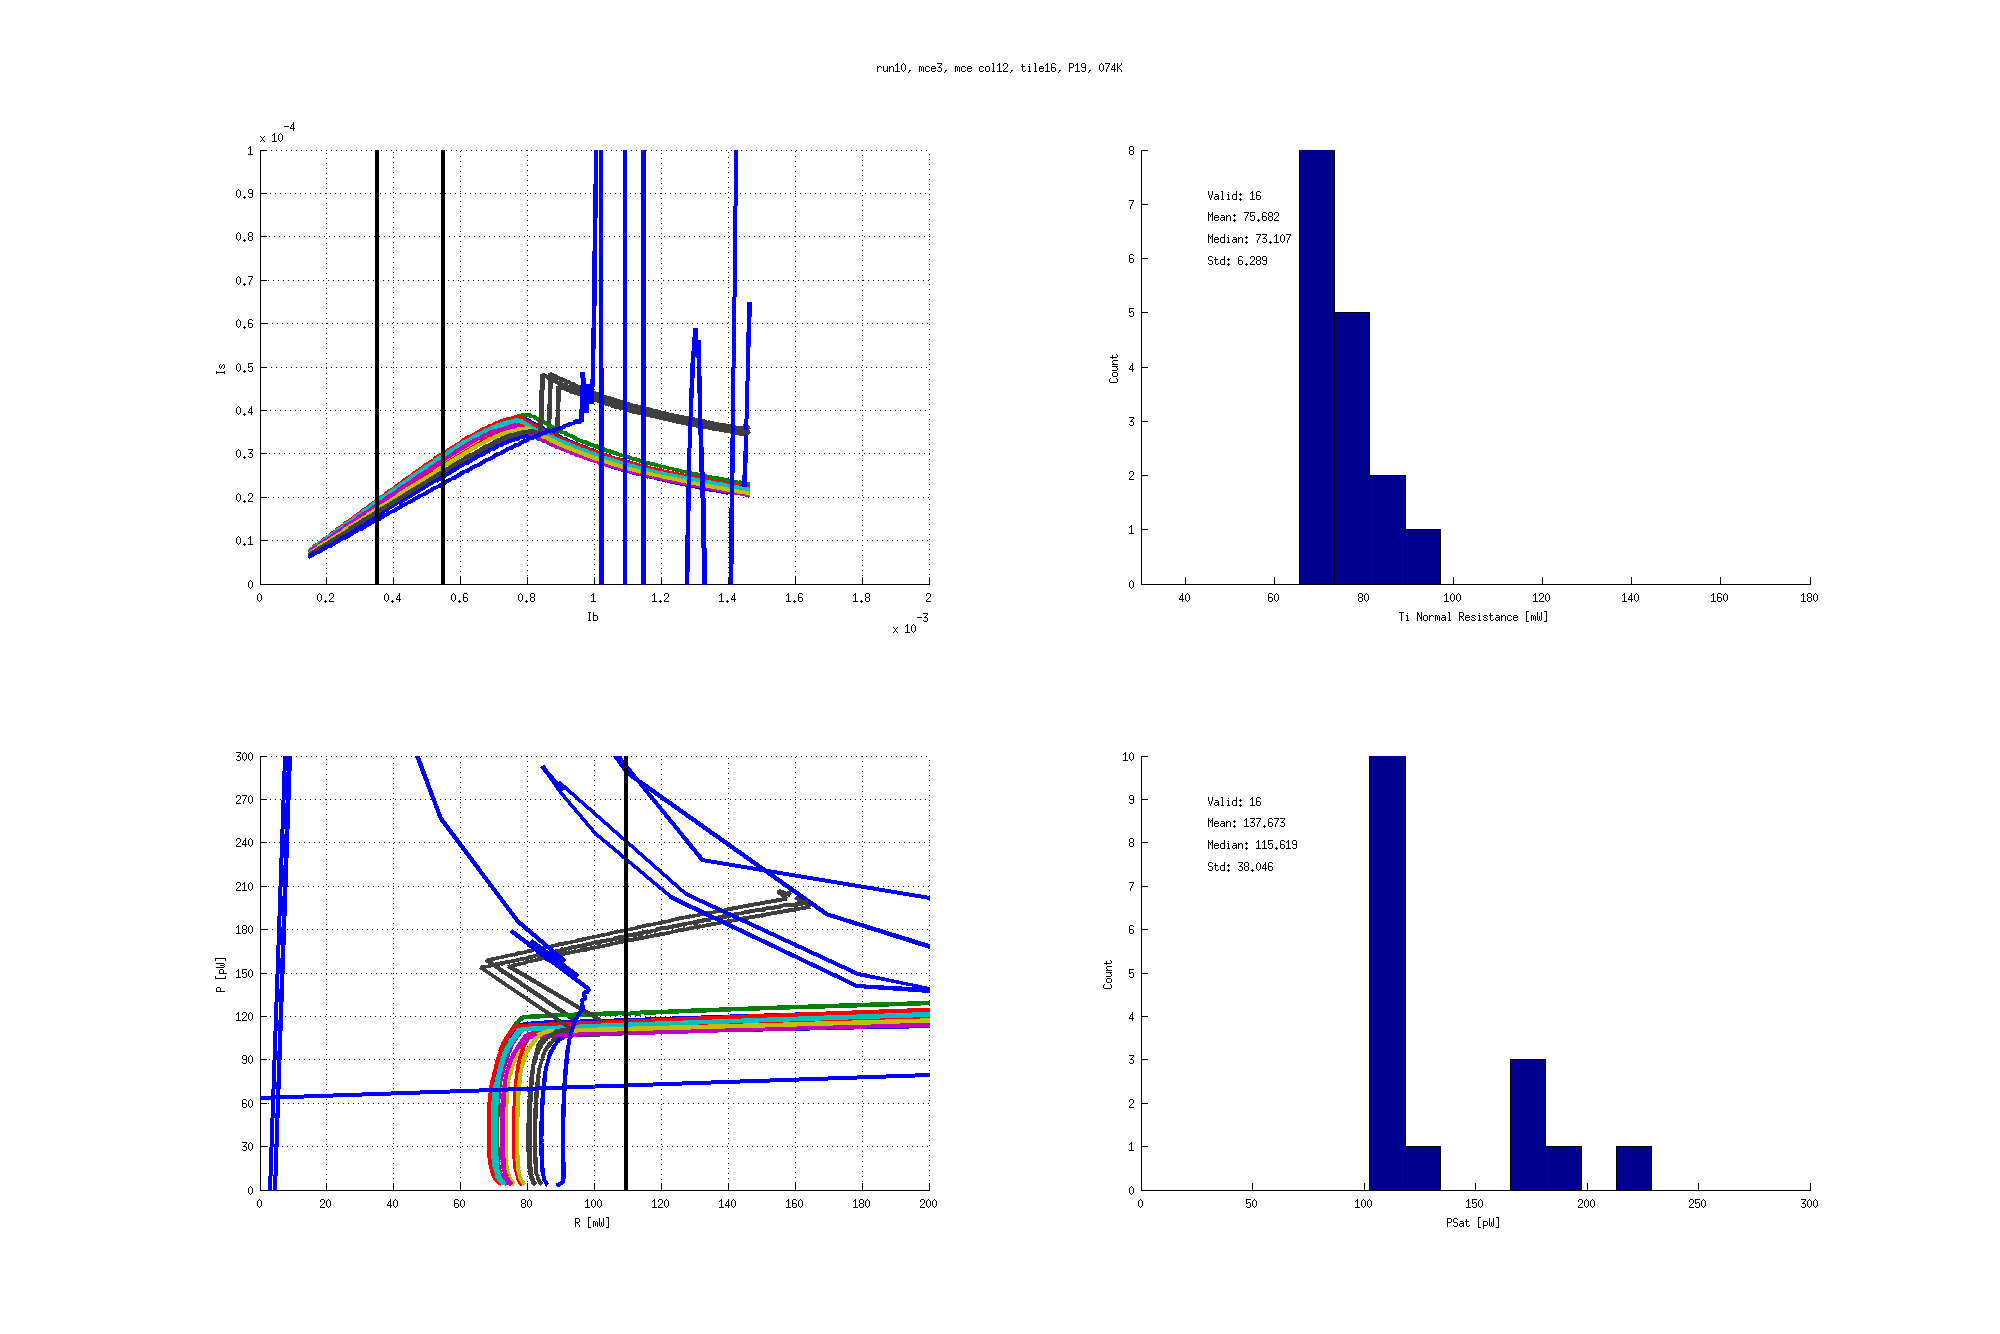 run10, mce3, mce col12, tile16, P19, 074K
x 10^-4
1
0.9
0.8
0.7
0.6
0.5
0.4
0.3
0.2
0.1
0
Is
0 0.2 0.4 0.6 0.8 1 1.2 1.4 1.6 1.8 2
Ib
x 10^-3
8
7
6
5
4
3
2
1
0
Count
Valid: 16
Mean: 75.682
Median: 73.107
Std: 6.289
40 60 80 100 120 140 160 180
Ti Normal Resistance [mW]
300
270
240
210
180
150
120
90
60
30
0
P [pW]
0 20 40 60 80 100 120 140 160 180 200
R [mW]
10
9
8
7
6
5
4
3
2
1
0
Count
Valid: 16
Mean: 137.673
Median: 115.619
Std: 38.046
0 50 100 150 200 250 300
PSat [pW]